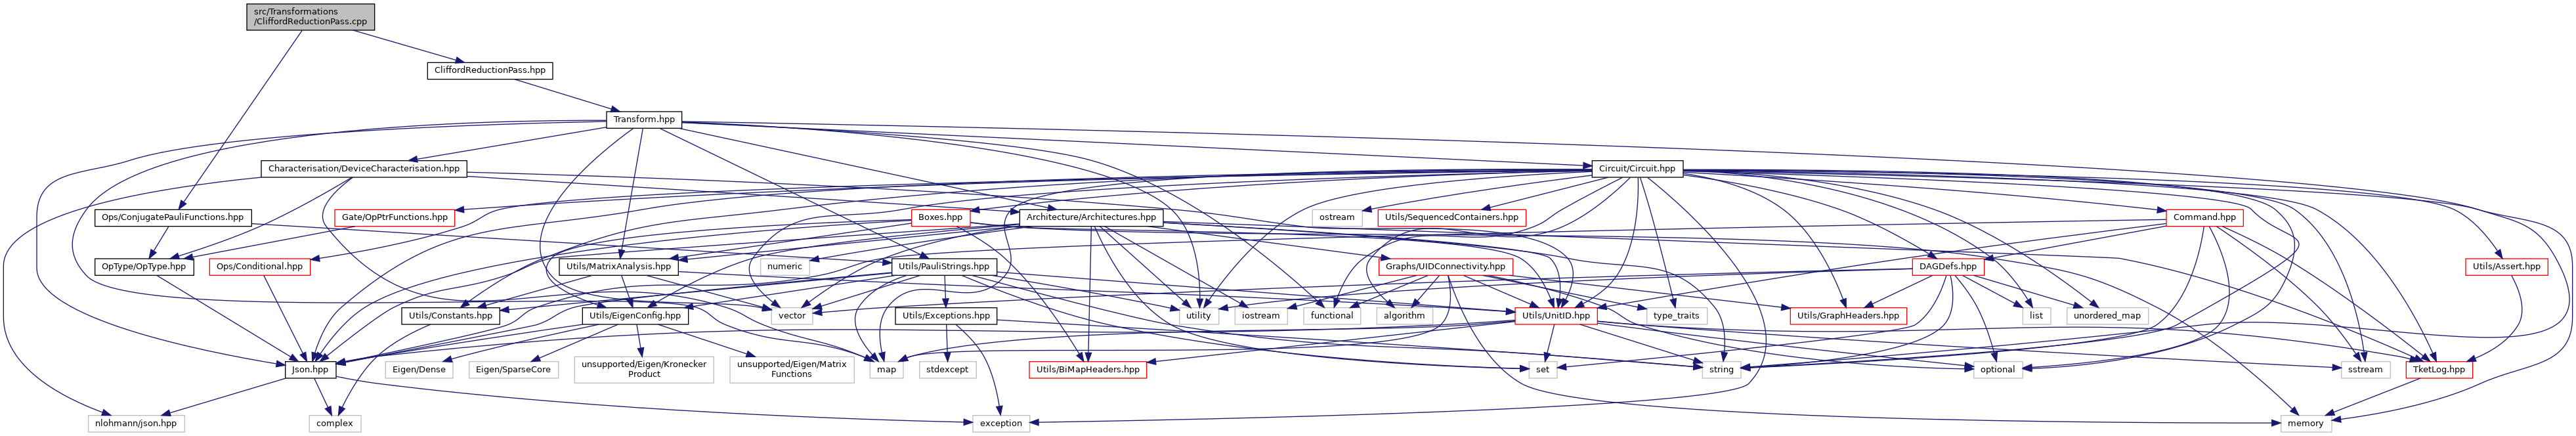 src/Transformations
/CliffordReductionPass.cpp
CliffordReductionPass.hpp
Transform.hpp
Characterisation/DeviceCharacterisation.hpp
Circuit/Circuit.hpp
Ops/ConjugatePauliFunctions.hpp
Gate/OpPtrFunctions.hpp
Boxes.hpp
Architecture/Architectures.hpp
ostream
Utils/SequencedContainers.hpp
Command.hpp
OpType/OpType.hpp
Ops/Conditional.hpp
Utils/MatrixAnalysis.hpp
numeric
Utils/PauliStrings.hpp
Graphs/UIDConnectivity.hpp
DAGDefs.hpp
Utils/Assert.hpp
Utils/Constants.hpp
Utils/EigenConfig.hpp
vector
Utils/Exceptions.hpp
utility
iostream
functional
algorithm
Utils/UnitID.hpp
type_traits
Utils/GraphHeaders.hpp
list
unordered_map
Json.hpp
Eigen/Dense
Eigen/SparseCore
unsupported/Eigen/Kronecker
Product
unsupported/Eigen/Matrix
Functions
map
stdexcept
Utils/BiMapHeaders.hpp
set
string
optional
sstream
TketLog.hpp
nlohmann/json.hpp
complex
exception
memory